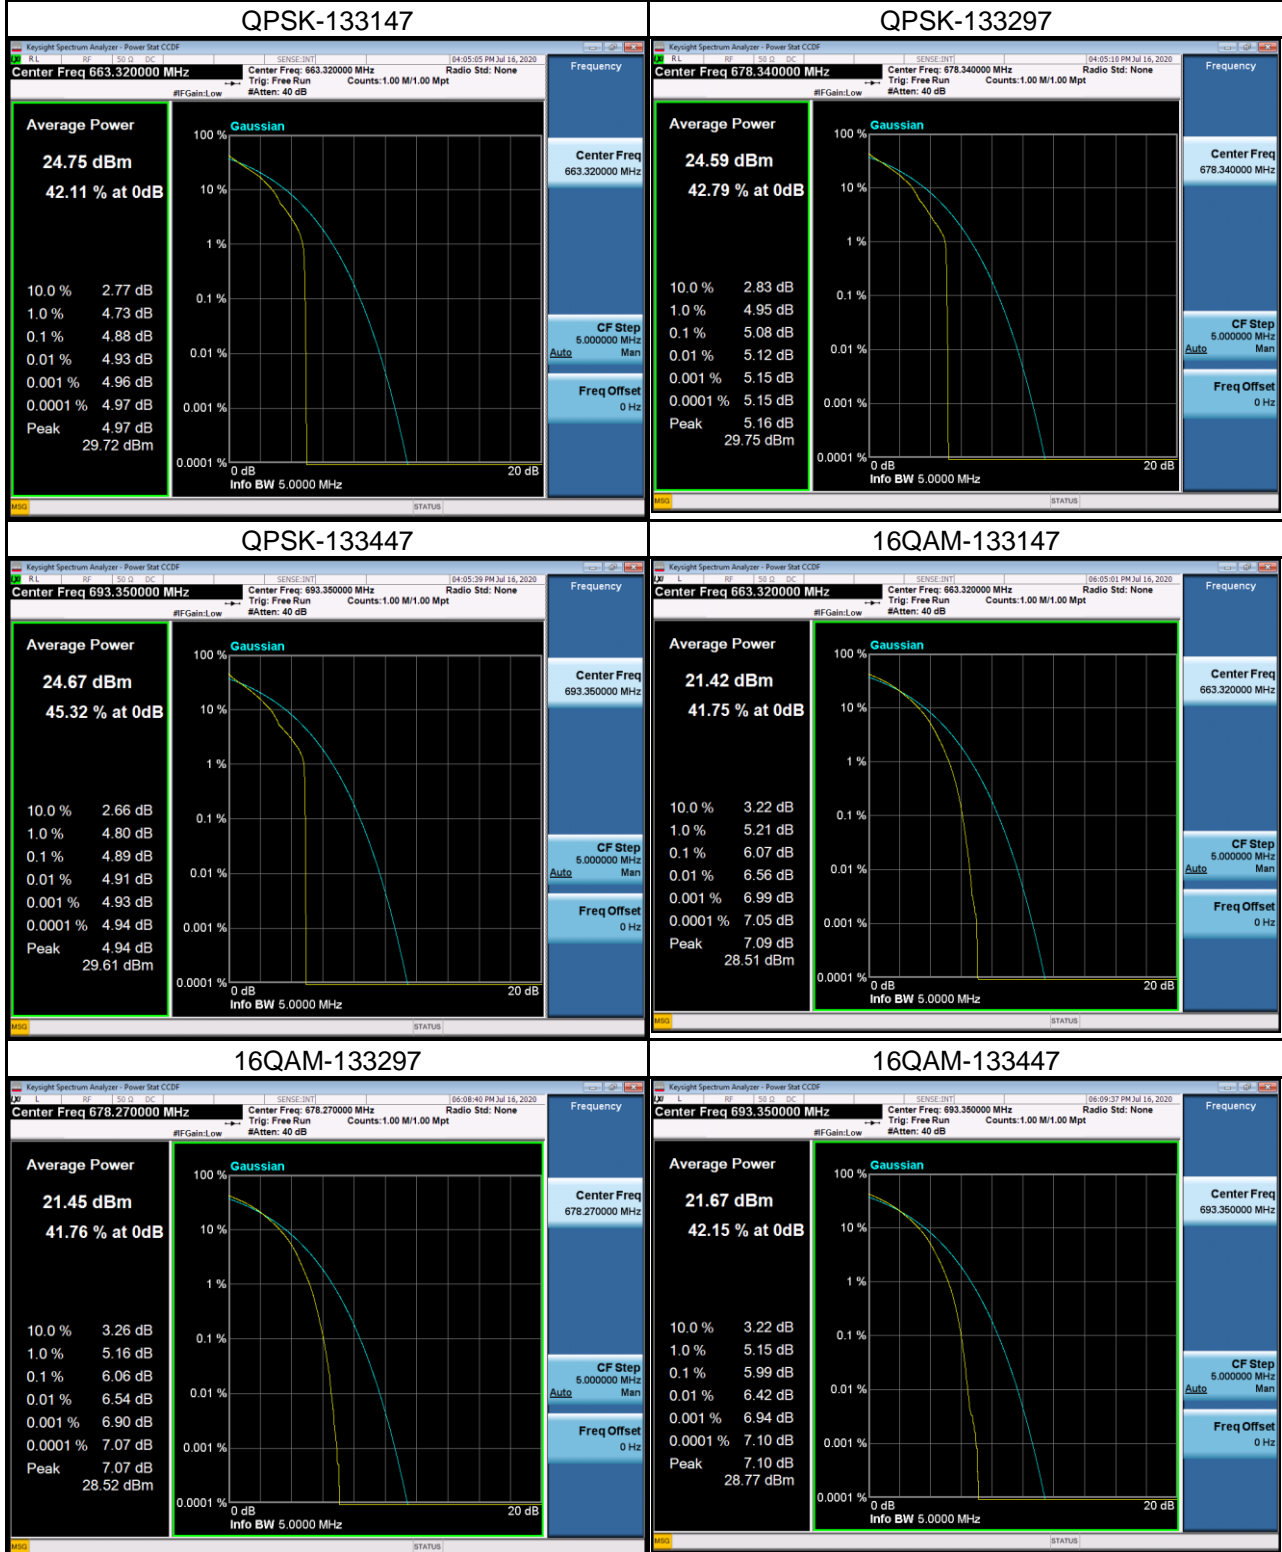 QPSK-133147
Keysight Spectrum Analyzer - Power Stat CCDF
LXI RL RF 50 Ω DC SENSE:INT 04:05:05 PM Jul 16, 2020
Center Freq 663.320000 MHz
Center Freq: 663.320000 MHz Radio Std: None
Trig: Free Run Counts:1.00 M/1.00 Mpt
#IFGain:Low #Atten: 40 dB
Average Power
24.75 dBm
42.11 % at 0dB
10.0 % 2.77 dB
1.0 % 4.73 dB
0.1 % 4.88 dB
0.01 % 4.93 dB
0.001 % 4.96 dB
0.0001 % 4.97 dB
Peak 4.97 dB
29.72 dBm
Gaussian
100 %
10 %
1 %
0.1 %
0.01 %
0.001 %
0.0001 %
0 dB 20 dB
Info BW 5.0000 MHz
Frequency
Center Freq
663.320000 MHz
CF Step
5.000000 MHz
Auto Man
Freq Offset
0 Hz
MSG STATUS
QPSK-133297
Keysight Spectrum Analyzer - Power Stat CCDF
LXI RL RF 50 Ω DC SENSE:INT 04:05:10 PM Jul 16, 2020
Center Freq 678.340000 MHz
Center Freq: 678.340000 MHz Radio Std: None
Trig: Free Run Counts:1.00 M/1.00 Mpt
#IFGain:Low #Atten: 40 dB
Average Power
24.59 dBm
42.79 % at 0dB
10.0 % 2.83 dB
1.0 % 4.95 dB
0.1 % 5.08 dB
0.01 % 5.12 dB
0.001 % 5.15 dB
0.0001 % 5.15 dB
Peak 5.16 dB
29.75 dBm
Gaussian
100 %
10 %
1 %
0.1 %
0.01 %
0.001 %
0.0001 %
0 dB 20 dB
Info BW 5.0000 MHz
Frequency
Center Freq
678.340000 MHz
CF Step
5.000000 MHz
Auto Man
Freq Offset
0 Hz
MSG STATUS
QPSK-133447
Keysight Spectrum Analyzer - Power Stat CCDF
LXI RL RF 50 Ω DC SENSE:INT 04:05:39 PM Jul 16, 2020
Center Freq 693.350000 MHz
Center Freq: 693.350000 MHz Radio Std: None
Trig: Free Run Counts:1.00 M/1.00 Mpt
#IFGain:Low #Atten: 40 dB
Average Power
24.67 dBm
45.32 % at 0dB
10.0 % 2.66 dB
1.0 % 4.80 dB
0.1 % 4.89 dB
0.01 % 4.91 dB
0.001 % 4.93 dB
0.0001 % 4.94 dB
Peak 4.94 dB
29.61 dBm
Gaussian
100 %
10 %
1 %
0.1 %
0.01 %
0.001 %
0.0001 %
0 dB 20 dB
Info BW 5.0000 MHz
Frequency
Center Freq
693.350000 MHz
CF Step
5.000000 MHz
Auto Man
Freq Offset
0 Hz
MSG STATUS
16QAM-133147
Keysight Spectrum Analyzer - Power Stat CCDF
LXI L RF 50 Ω DC SENSE:INT 06:05:01 PM Jul 16, 2020
Center Freq 663.320000 MHz
Center Freq: 663.320000 MHz Radio Std: None
Trig: Free Run Counts:1.00 M/1.00 Mpt
#IFGain:Low #Atten: 40 dB
Average Power
21.42 dBm
41.75 % at 0dB
10.0 % 3.22 dB
1.0 % 5.21 dB
0.1 % 6.07 dB
0.01 % 6.56 dB
0.001 % 6.99 dB
0.0001 % 7.05 dB
Peak 7.09 dB
28.51 dBm
Gaussian
100 %
10 %
1 %
0.1 %
0.01 %
0.001 %
0.0001 %
0 dB 20 dB
Info BW 5.0000 MHz
Frequency
Center Freq
663.320000 MHz
CF Step
5.000000 MHz
Auto Man
Freq Offset
0 Hz
MSG STATUS
16QAM-133297
Keysight Spectrum Analyzer - Power Stat CCDF
LXI L RF 50 Ω DC SENSE:INT 06:08:40 PM Jul 16, 2020
Center Freq 678.270000 MHz
Center Freq: 678.270000 MHz Radio Std: None
Trig: Free Run Counts:1.00 M/1.00 Mpt
#IFGain:Low #Atten: 40 dB
Average Power
21.45 dBm
41.76 % at 0dB
10.0 % 3.26 dB
1.0 % 5.16 dB
0.1 % 6.06 dB
0.01 % 6.54 dB
0.001 % 6.90 dB
0.0001 % 7.07 dB
Peak 7.07 dB
28.52 dBm
Gaussian
100 %
10 %
1 %
0.1 %
0.01 %
0.001 %
0.0001 %
0 dB 20 dB
Info BW 5.0000 MHz
Frequency
Center Freq
678.270000 MHz
CF Step
5.000000 MHz
Auto Man
Freq Offset
0 Hz
MSG STATUS
16QAM-133447
Keysight Spectrum Analyzer - Power Stat CCDF
LXI L RF 50 Ω DC SENSE:INT 06:09:37 PM Jul 16, 2020
Center Freq 693.350000 MHz
Center Freq: 693.350000 MHz Radio Std: None
Trig: Free Run Counts:1.00 M/1.00 Mpt
#IFGain:Low #Atten: 40 dB
Average Power
21.67 dBm
42.15 % at 0dB
10.0 % 3.22 dB
1.0 % 5.15 dB
0.1 % 5.99 dB
0.01 % 6.42 dB
0.001 % 6.94 dB
0.0001 % 7.10 dB
Peak 7.10 dB
28.77 dBm
Gaussian
100 %
10 %
1 %
0.1 %
0.01 %
0.001 %
0.0001 %
0 dB 20 dB
Info BW 5.0000 MHz
Frequency
Center Freq
693.350000 MHz
CF Step
5.000000 MHz
Auto Man
Freq Offset
0 Hz
MSG STATUS